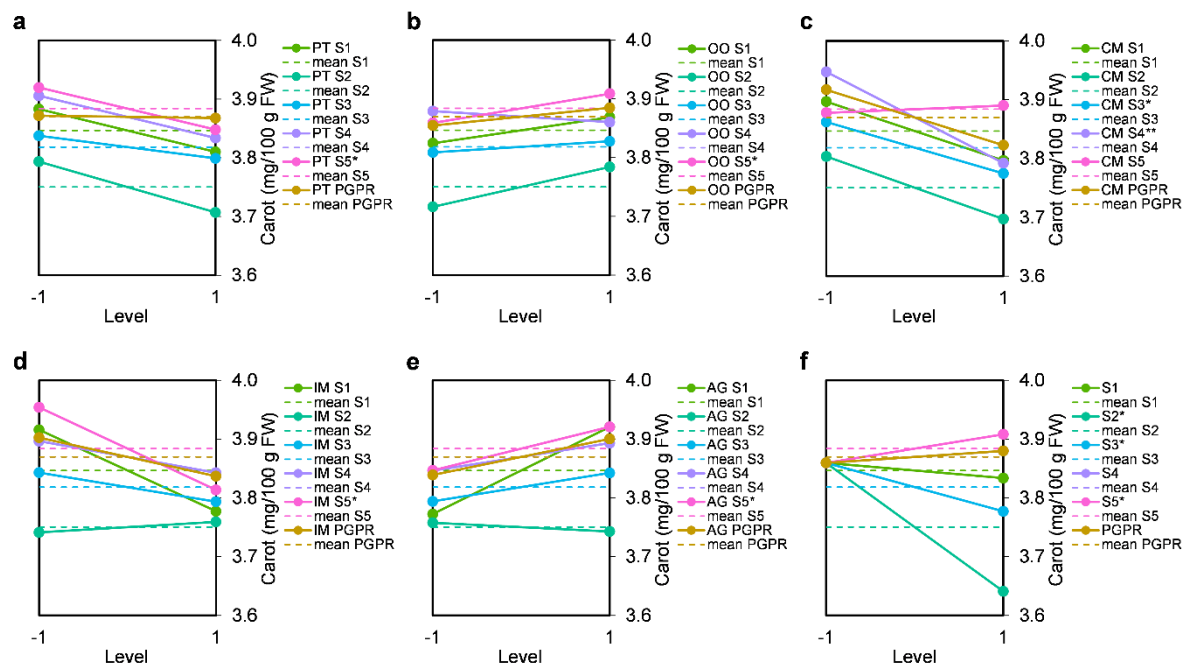 a
4.0
3.9
3.8
3.7
3.6
Carot (mg/100 g FW)
-1
1
Level
PT S1
mean S1
PT S2
mean S2
PT S3
mean S3
PT S4
mean S4
PT S5*
mean S5
PT PGPR
mean PGPR
b
4.0
3.9
3.8
3.7
3.6
Carot (mg/100 g FW)
-1
1
Level
OO S1
mean S1
OO S2
mean S2
OO S3
mean S3
OO S4
mean S4
OO S5*
mean S5
OO PGPR
mean PGPR
c
4.0
3.9
3.8
3.7
3.6
Carot (mg/100 g FW)
-1
1
Level
CM S1
mean S1
CM S2
mean S2
CM S3*
mean S3
CM S4**
mean S4
CM S5
mean S5
CM PGPR
mean PGPR
d
4.0
3.9
3.8
3.7
3.6
Carot (mg/100 g FW)
-1
1
Level
IM S1
mean S1
IM S2
mean S2
IM S3
mean S3
IM S4
mean S4
IM S5*
mean S5
IM PGPR
mean PGPR
e
4.0
3.9
3.8
3.7
3.6
Carot (mg/100 g FW)
-1
1
Level
AG S1
mean S1
AG S2
mean S2
AG S3
mean S3
AG S4
mean S4
AG S5*
mean S5
AG PGPR
mean PGPR
f
4.0
3.9
3.8
3.7
3.6
Carot (mg/100 g FW)
-1
1
Level
S1
mean S1
S2*
mean S2
S3*
mean S3
S4
mean S4
S5*
mean S5
PGPR
mean PGPR